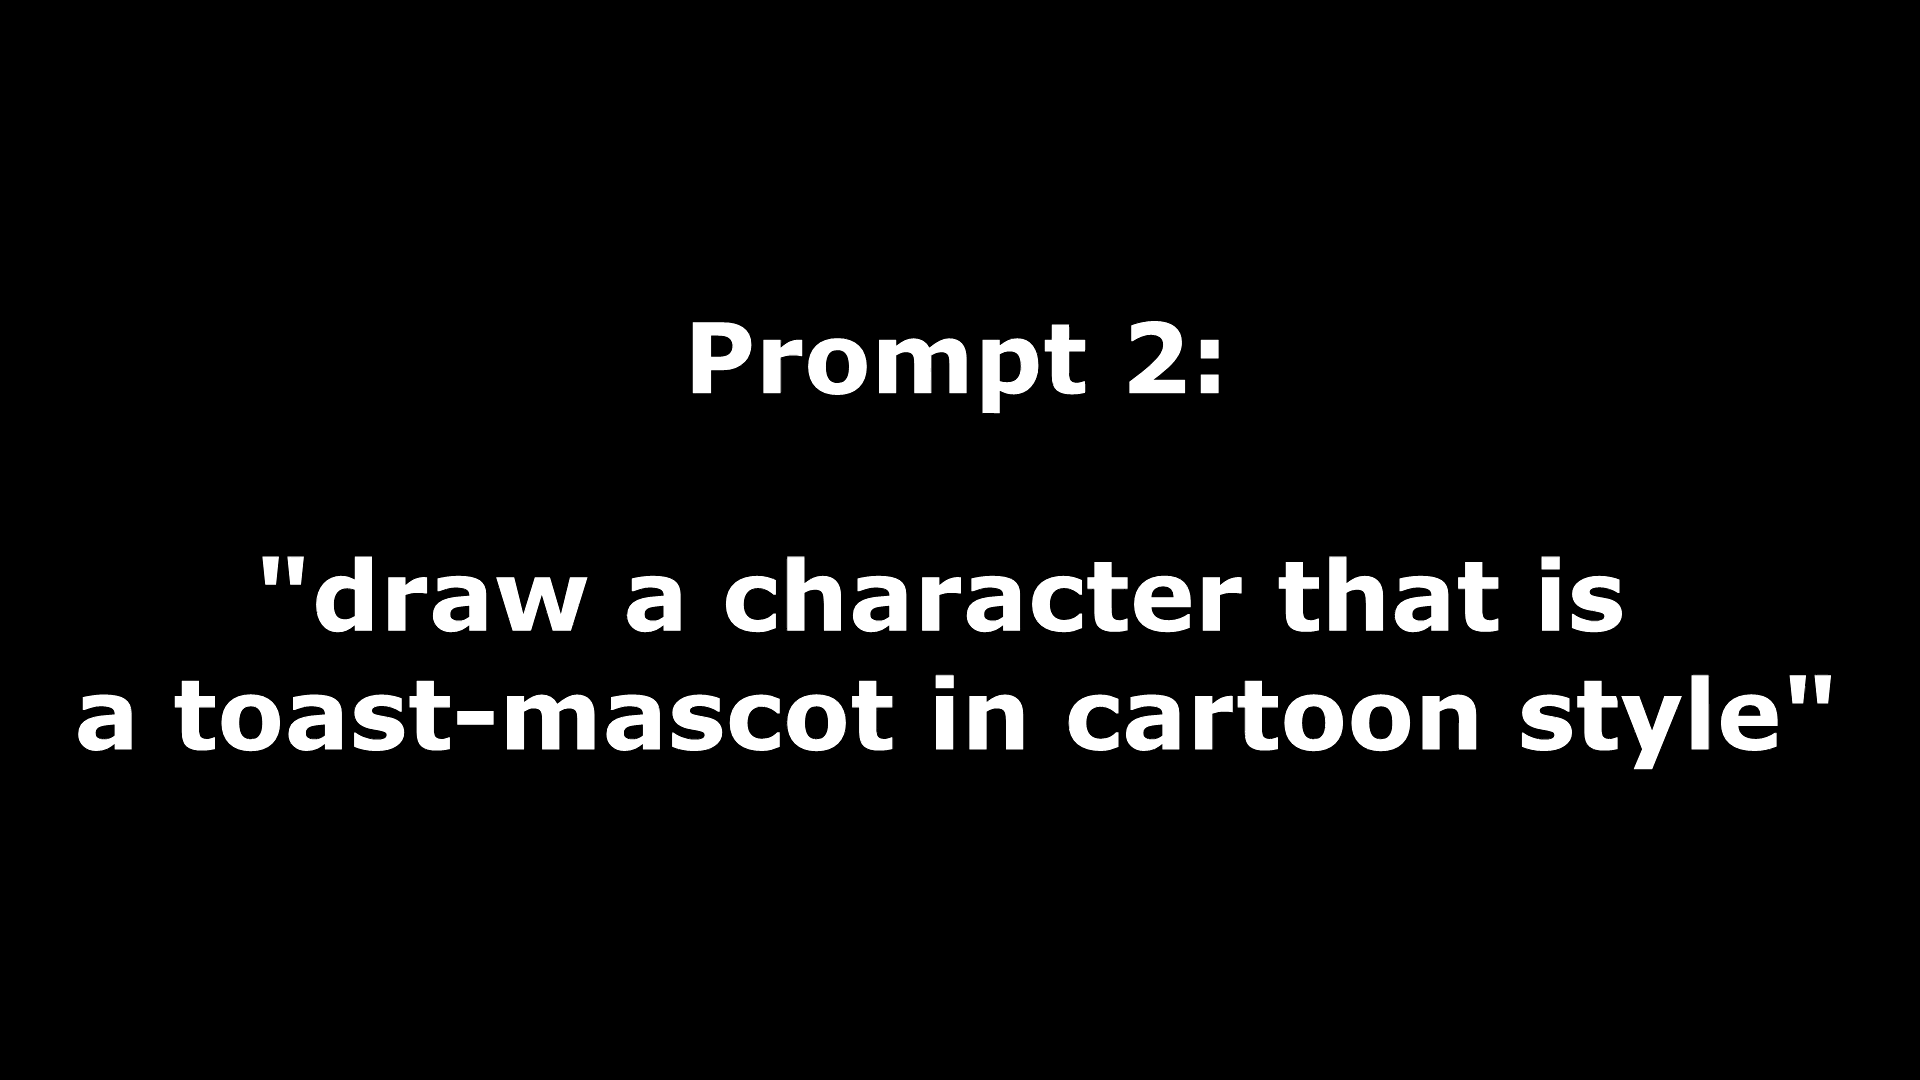 Prompt 2:
"draw a character that is
a toast-mascot in cartoon style"